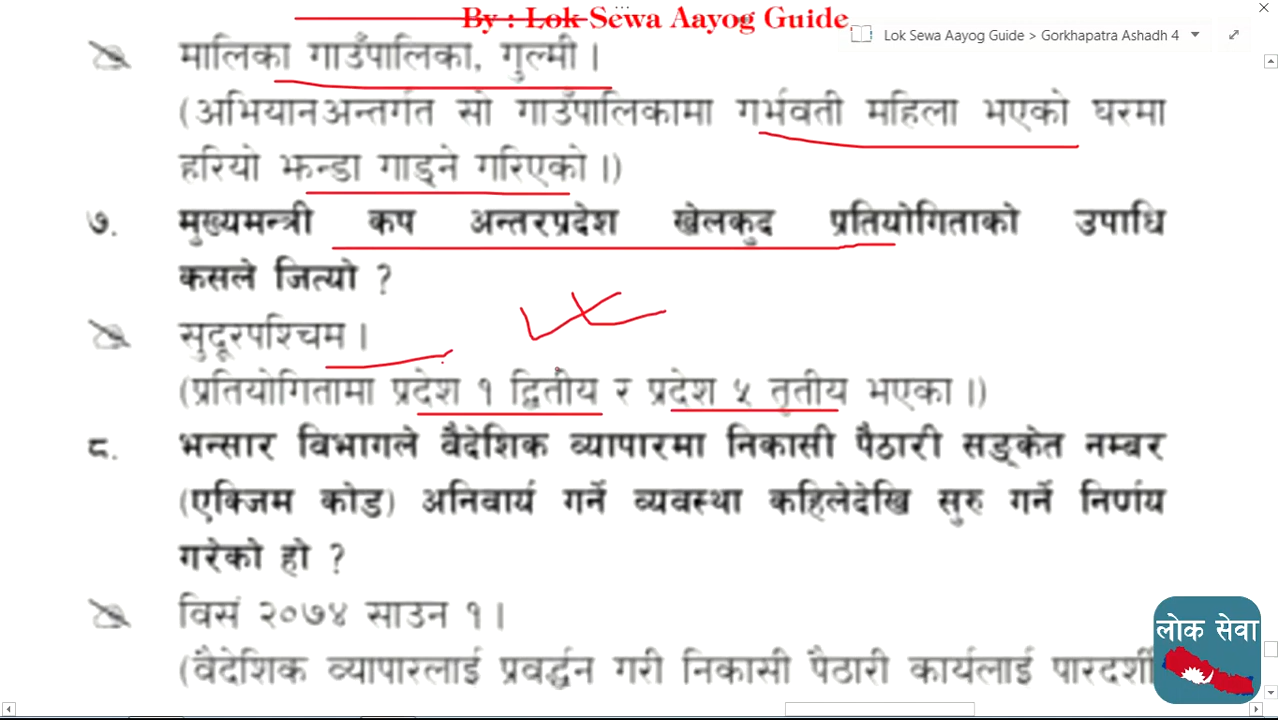 By : Lok Sewa Aayog Guide
Lok Sewa Aayog Guide > Gorkhapatra Ashadh 4
मालिका गाउँपालिका, गुल्मी ।
(अभियानअन्तर्गत सो गाउँपालिकामा गर्भवती महिला भएको घरमा
हरियो झन्डा गाड्ने गरिएको ।)
७. मुख्यमन्त्री कप अन्तरप्रदेश खेलकुद प्रतियोगिताको उपाधि
कसले जित्यो ?
सुदूरपश्चिम ।
(प्रतियोगितामा प्रदेश १ द्वितीय र प्रदेश ५ तृतीय भएका ।)
८. भन्सार विभागले वैदेशिक व्यापारमा निकासी पैठारी सङ्केत नम्बर
(एक्जिम कोड) अनिवार्य गर्ने व्यवस्था कहिलेदेखि सुरु गर्ने निर्णय
गरेको हो ?
विसं २०७४ साउन १ ।
(वैदेशिक व्यापारलाई प्रवर्द्धन गरी निकासी पैठारी कार्यलाई पारदर्शी
लोक सेवा